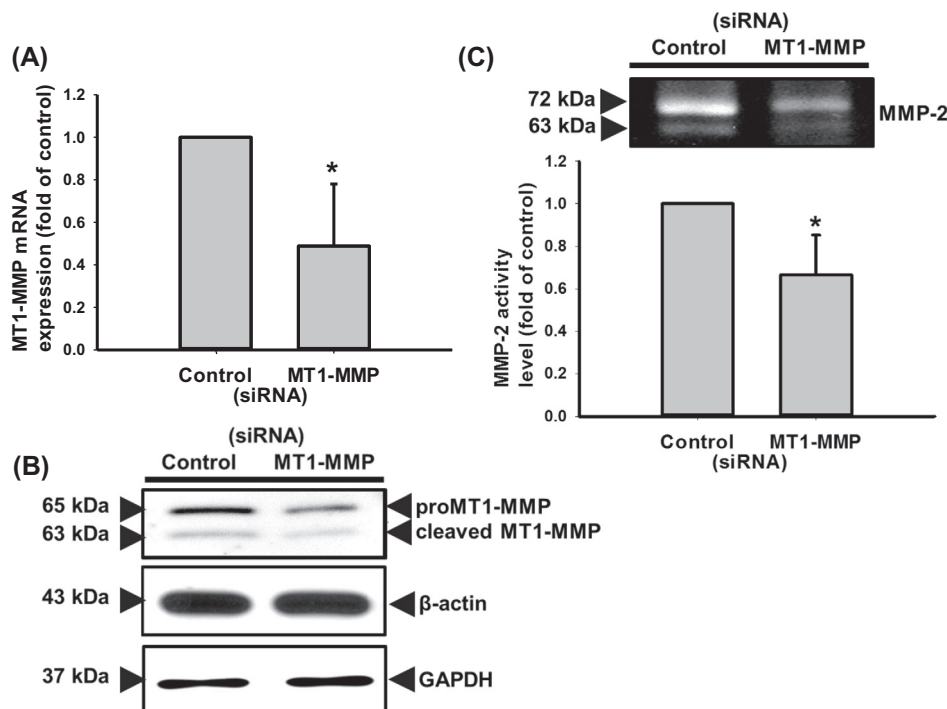 (A)
MT1-MMP mRNA
expression (fold of control)
1.2
1.0
0.8
0.6
0.4
0.2
0.0
*
Control MT1-MMP
(siRNA)
(B)
(siRNA)
Control MT1-MMP
65 kDa proMT1-MMP
63 kDa cleaved MT1-MMP
43 kDa β-actin
37 kDa GAPDH
(C)
(siRNA)
Control MT1-MMP
72 kDa
63 kDa
MMP-2
MMP-2 activity
level (fold of control)
1.0
1.2
0.8
0.6
0.4
0.2
0.0
*
Control MT1-MMP
(siRNA)